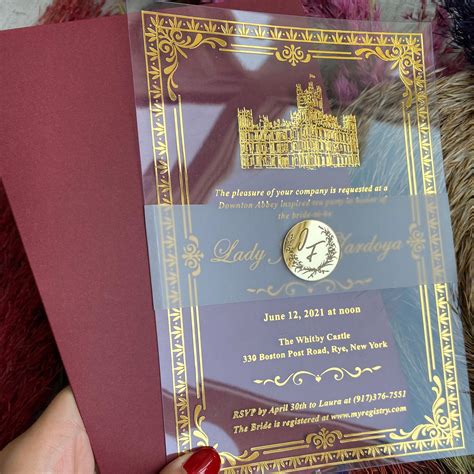 The pleasure of your company is requested at a
Downton Abbey Inspired tea party in honor of
the bride-to-be
Lady Yardoya
June 12, 2021 at noon
The Whitby Castle
330 Boston Post Road, Rye, New York
RSVP by April 30th to Laura at (917)376-7551
The Bride is registered at www.myregistry.com